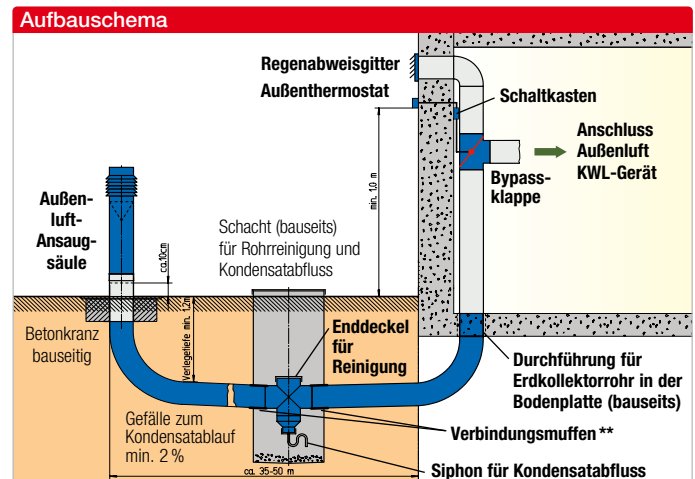 Aufbauschema
Regenabweisgitter
Außenthermostat
Schaltkasten
Anschluss
Außenluft
KWL-Gerät
Bypass-
klappe
min. 1.0 m
Außen-
luft-
Ansaug-
säule
ca.10cm
Schacht (bauseits)
für Rohrreinigung und
Kondensatabfluss
Betonkranz
bauseitig
Verlegetiefe min. 1.2m
Enddeckel
für
Reinigung
Durchführung für
Erdkollektorrohr in der
Bodenplatte (bauseits)
Gefälle zum
Kondensatablauf
min. 2 %
Verbindungsmuffen **
ca. 35-50 m
Siphon für Kondensatabfluss